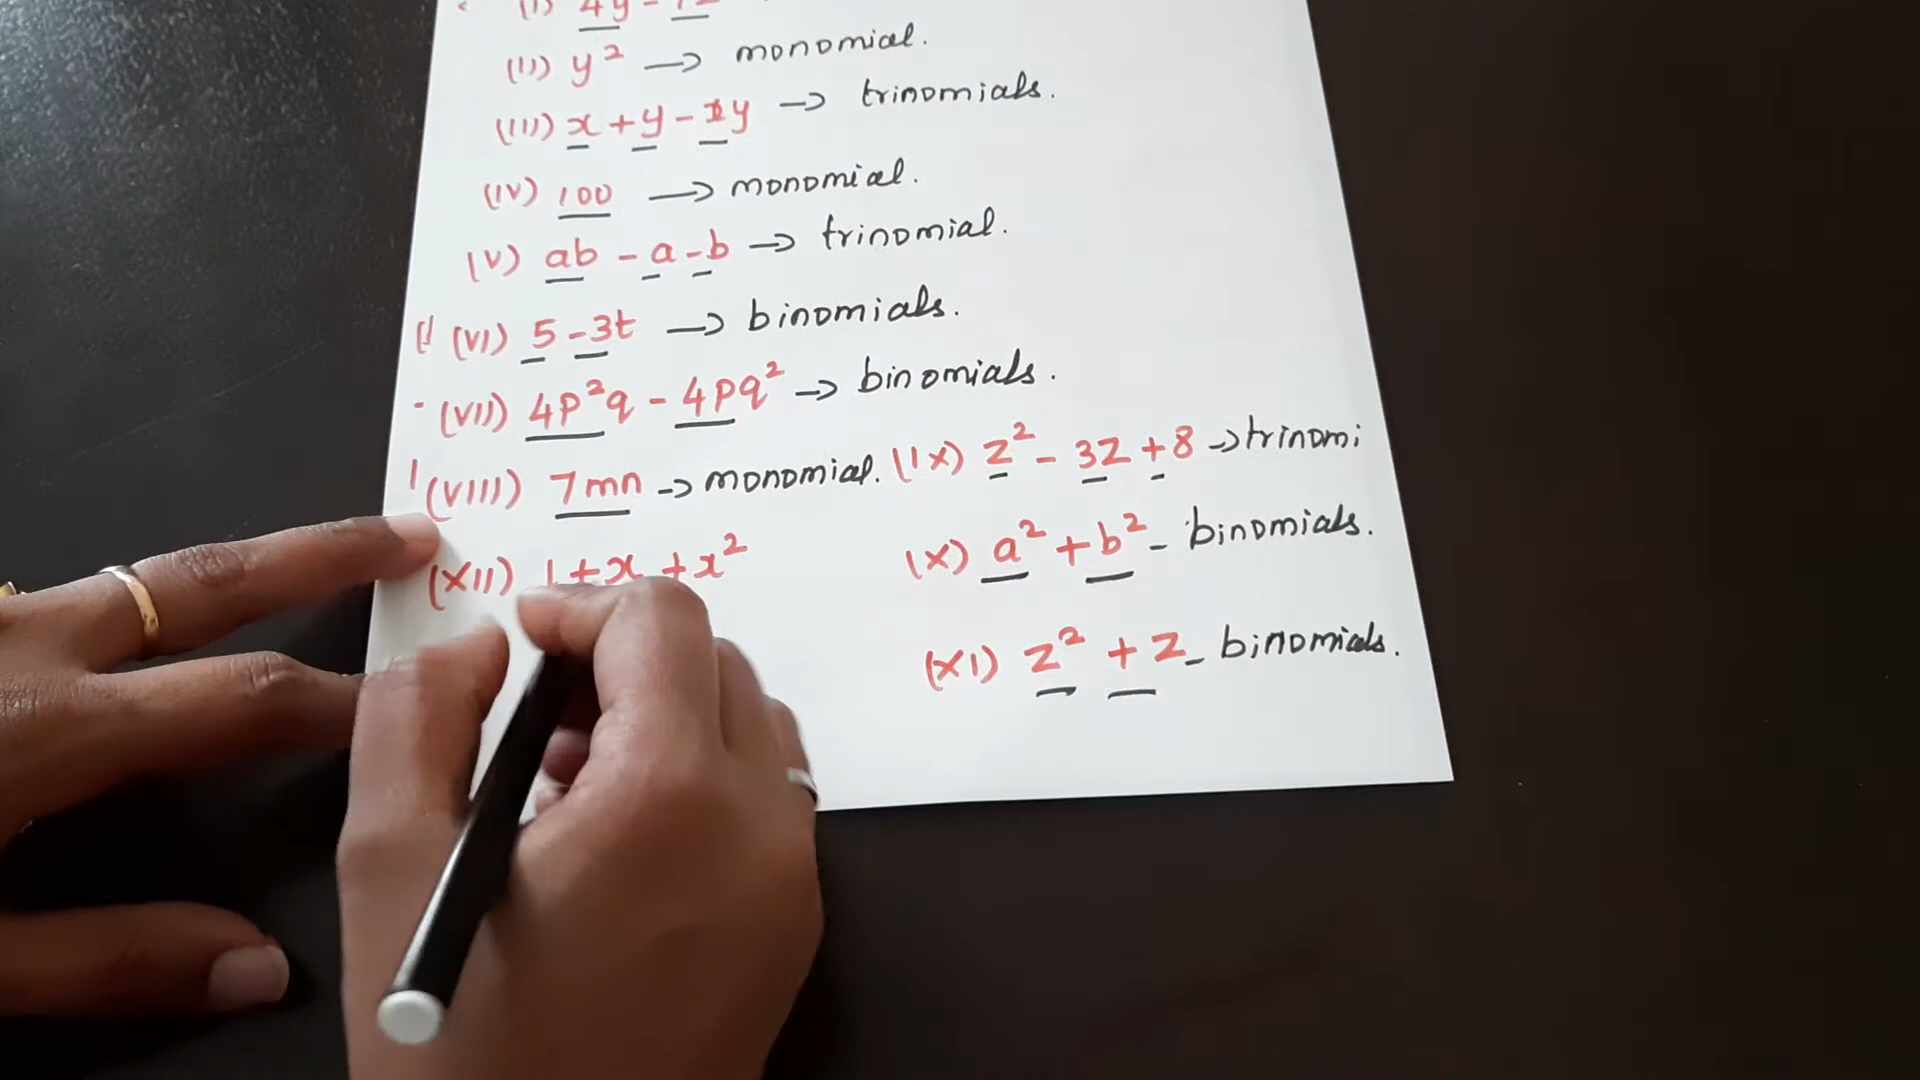 (i) 4y -
(ii) y² → monomial.
(iii) x + y - xy → trinomials.
(iv) 100 → monomial.
(v) ab - a - b → trinomial.
(vi) 5 - 3t → binomials.
(vii) 4p²q - 4pq² → binomials.
(viii) 7mn → monomial.
(ix) z² - 3z + 8 → trinomi
(x) a² + b² - binomials.
(xi) z² + z - binomials.
(xii) 1 + x + x²